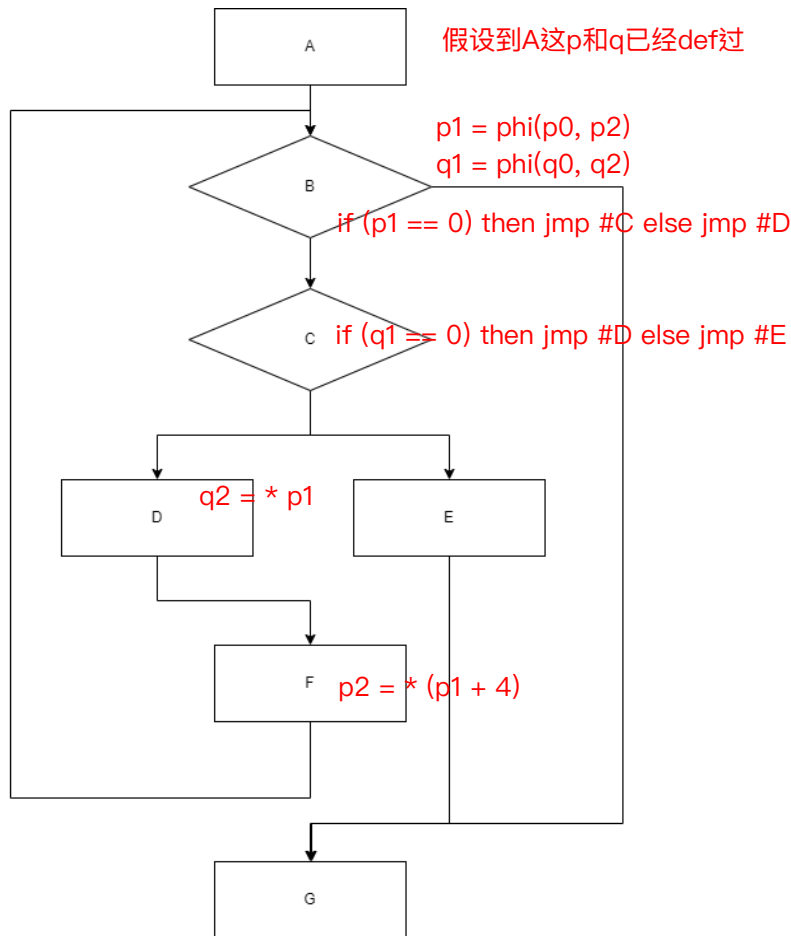 A
假设到A这p和q已经def过
p1 = phi(p0, p2)
q1 = phi(q0, q2)
B
if (p1 == 0) then jmp #C else jmp #D
C
if (q1 == 0) then jmp #D else jmp #E
q2 = * p1
D
E
F
p2 = * (p1 + 4)
G